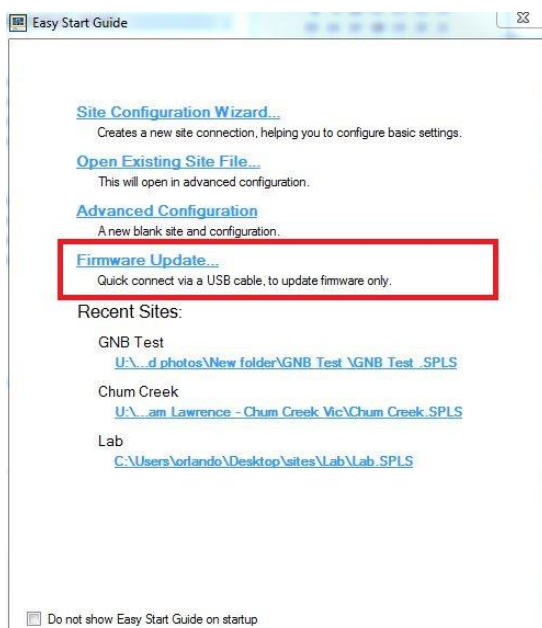 Easy Start Guide
Site Configuration Wizard...
Creates a new site connection, helping you to configure basic settings.
Open Existing Site File...
This will open in advanced configuration.
Advanced Configuration
A new blank site and configuration.
Firmware Update...
Quick connect via a USB cable, to update firmware only.
Recent Sites:
GNB Test
U:\...d photos\New folder\GNB Test \GNB Test .SPLS
Chum Creek
U:\...am Lawrence - Chum Creek Vic\Chum Creek.SPLS
Lab
C:\Users\orlando\Desktop\sites\Lab\Lab.SPLS
Do not show Easy Start Guide on startup